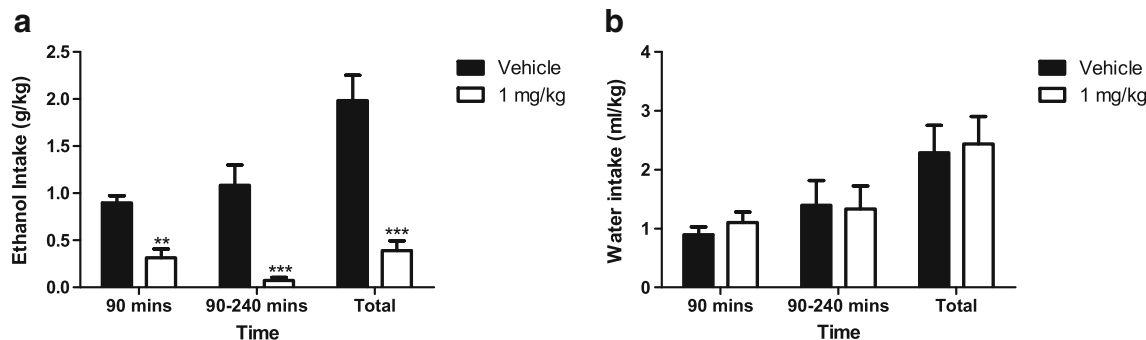 a
Ethanol Intake (g/kg)
2.5
2.0
1.5
1.0
0.5
0.0
**
***
***
90 mins 90-240 mins Total
Time
Vehicle
1 mg/kg
b
Water intake (ml/kg)
4
3
2
1
0
90 mins 90-240 mins Total
Time
Vehicle
1 mg/kg